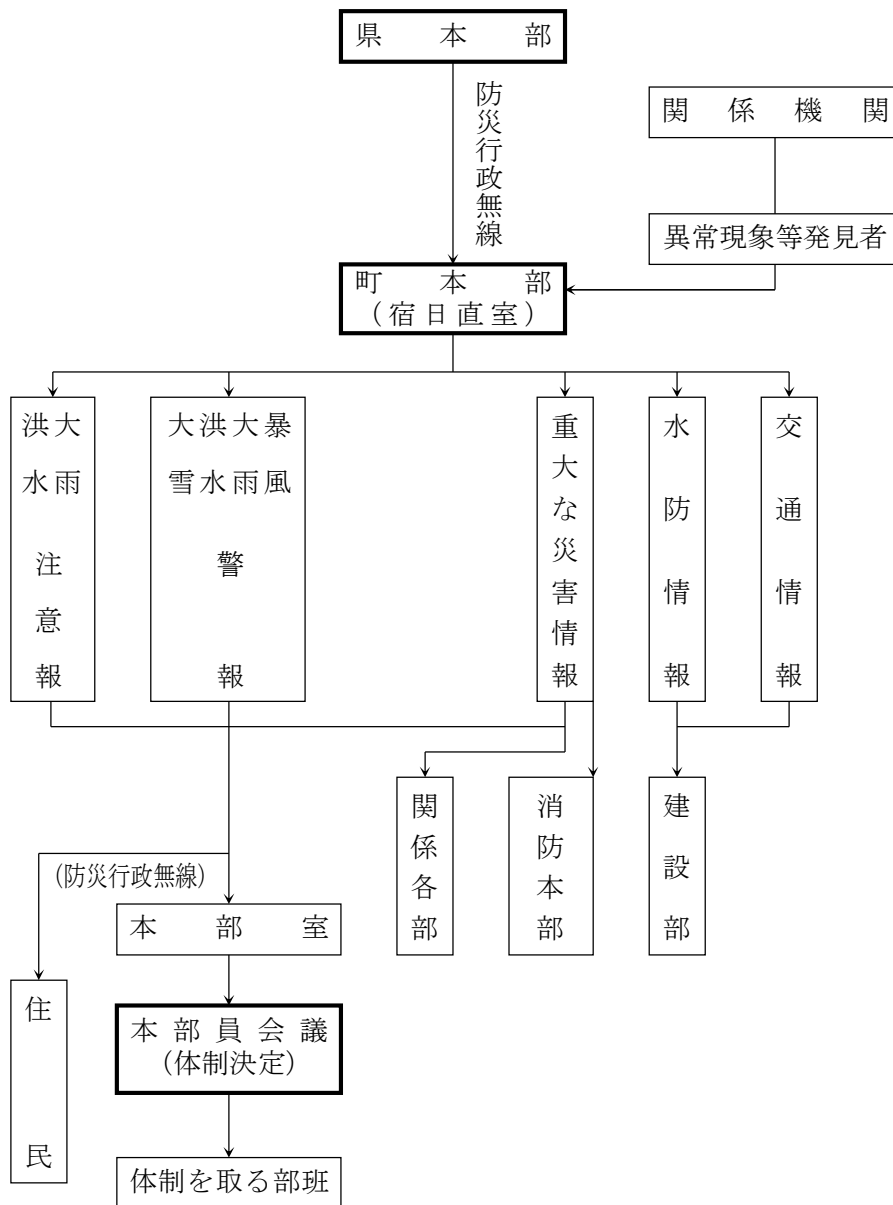 県本部
防災行政無線
関係機関
異常現象等発見者
町本部
（宿日直室）
大雨
洪水
注意報
暴風
大雨
洪水
大雪
警報
重大な災害情報
水防情報
交通情報
関係各部
消防本部
建設部
（防災行政無線）
本部室
住民
本部員会議
（体制決定）
体制を取る部班